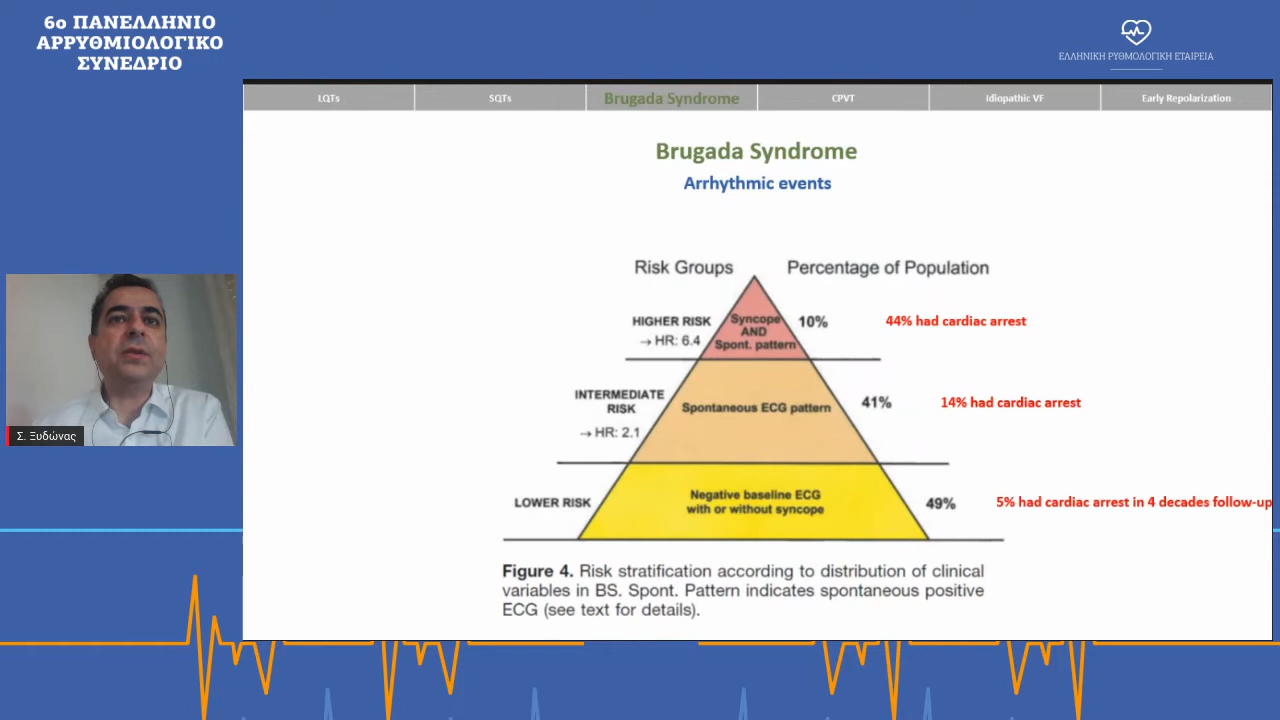 6ο ΠΑΝΕΛΛΗΝΙΟ
ΑΡΡΥΘΜΙΟΛΟΓΙΚΟ
ΣΥΝΕΔΡΙΟ
ΕΛΛΗΝΙΚΗ ΡΥΘΜΟΛΟΓΙΚΗ ΕΤΑΙΡΕΙΑ
LQTs
SQTs
Brugada Syndrome
CPVT
Idiopathic VF
Early Repolarization
Brugada Syndrome
Arrhythmic events
Risk Groups
Percentage of Population
HIGHER RISK
→ HR: 6.4
Syncope
AND
Spont. pattern
10%
44% had cardiac arrest
INTERMEDIATE
RISK
→ HR: 2.1
Spontaneous ECG pattern
41%
14% had cardiac arrest
LOWER RISK
Negative baseline ECG
with or without syncope
49%
5% had cardiac arrest in 4 decades follow-up
Figure 4. Risk stratification according to distribution of clinical
variables in BS. Spont. Pattern indicates spontaneous positive
ECG (see text for details).
Σ. Ξυδώνας